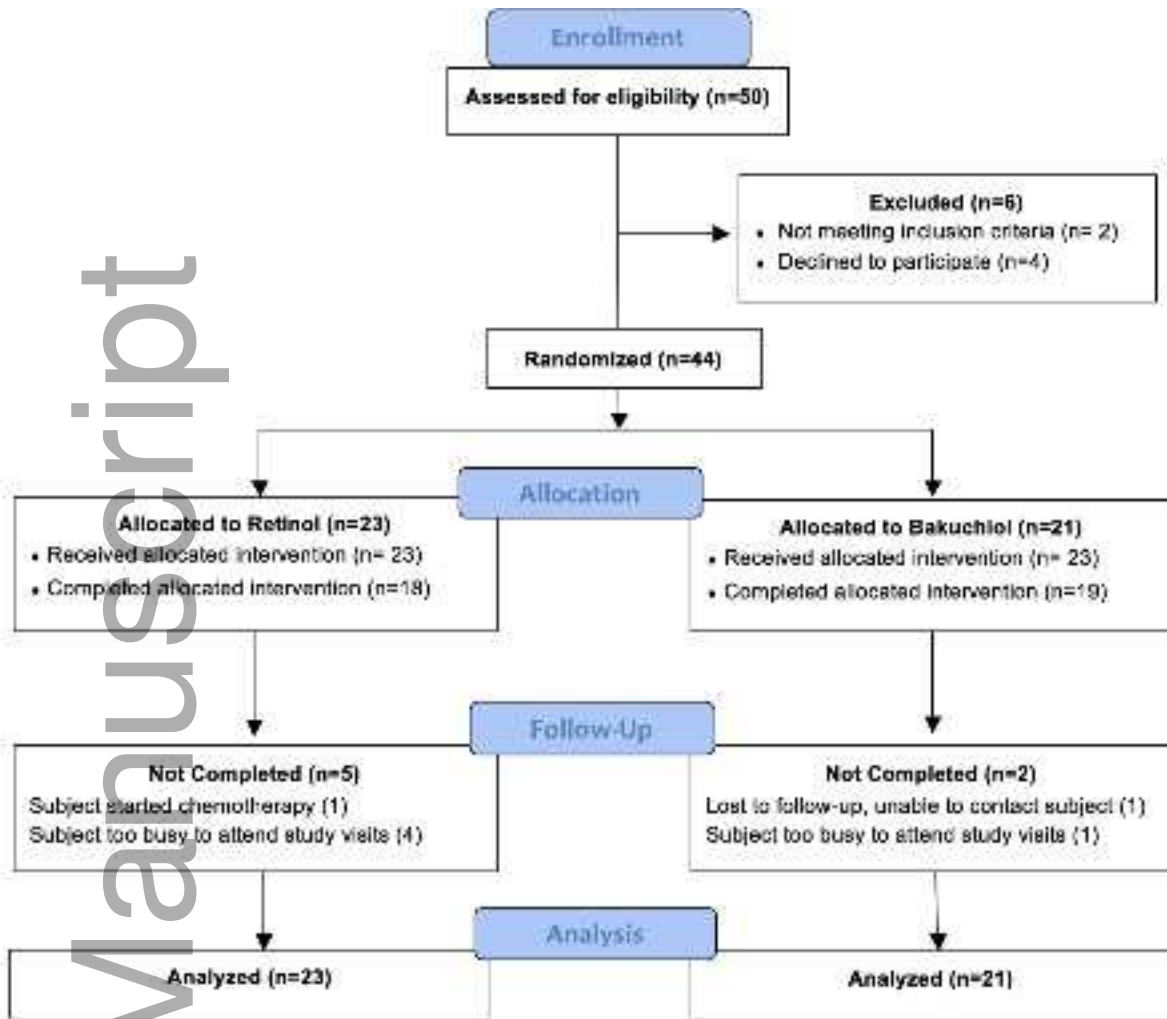 Enrollment
Assessed for eligibility (n=50)
Excluded (n=6)
• Not meeting inclusion criteria (n= 2)
• Declined to participate (n=4)
Randomized (n=44)
Allocation
Allocated to Retinol (n=23)
• Received allocated intervention (n= 23)
• Completed allocated intervention (n=18)
Allocated to Bakuchiol (n=21)
• Received allocated intervention (n= 23)
• Completed allocated intervention (n=19)
Follow-Up
Not Completed (n=5)
Subject started chemotherapy (1)
Subject too busy to attend study visits (4)
Not Completed (n=2)
Lost to follow-up, unable to contact subject (1)
Subject too busy to attend study visits (1)
Analysis
Analyzed (n=23)
Analyzed (n=21)
Manuscript